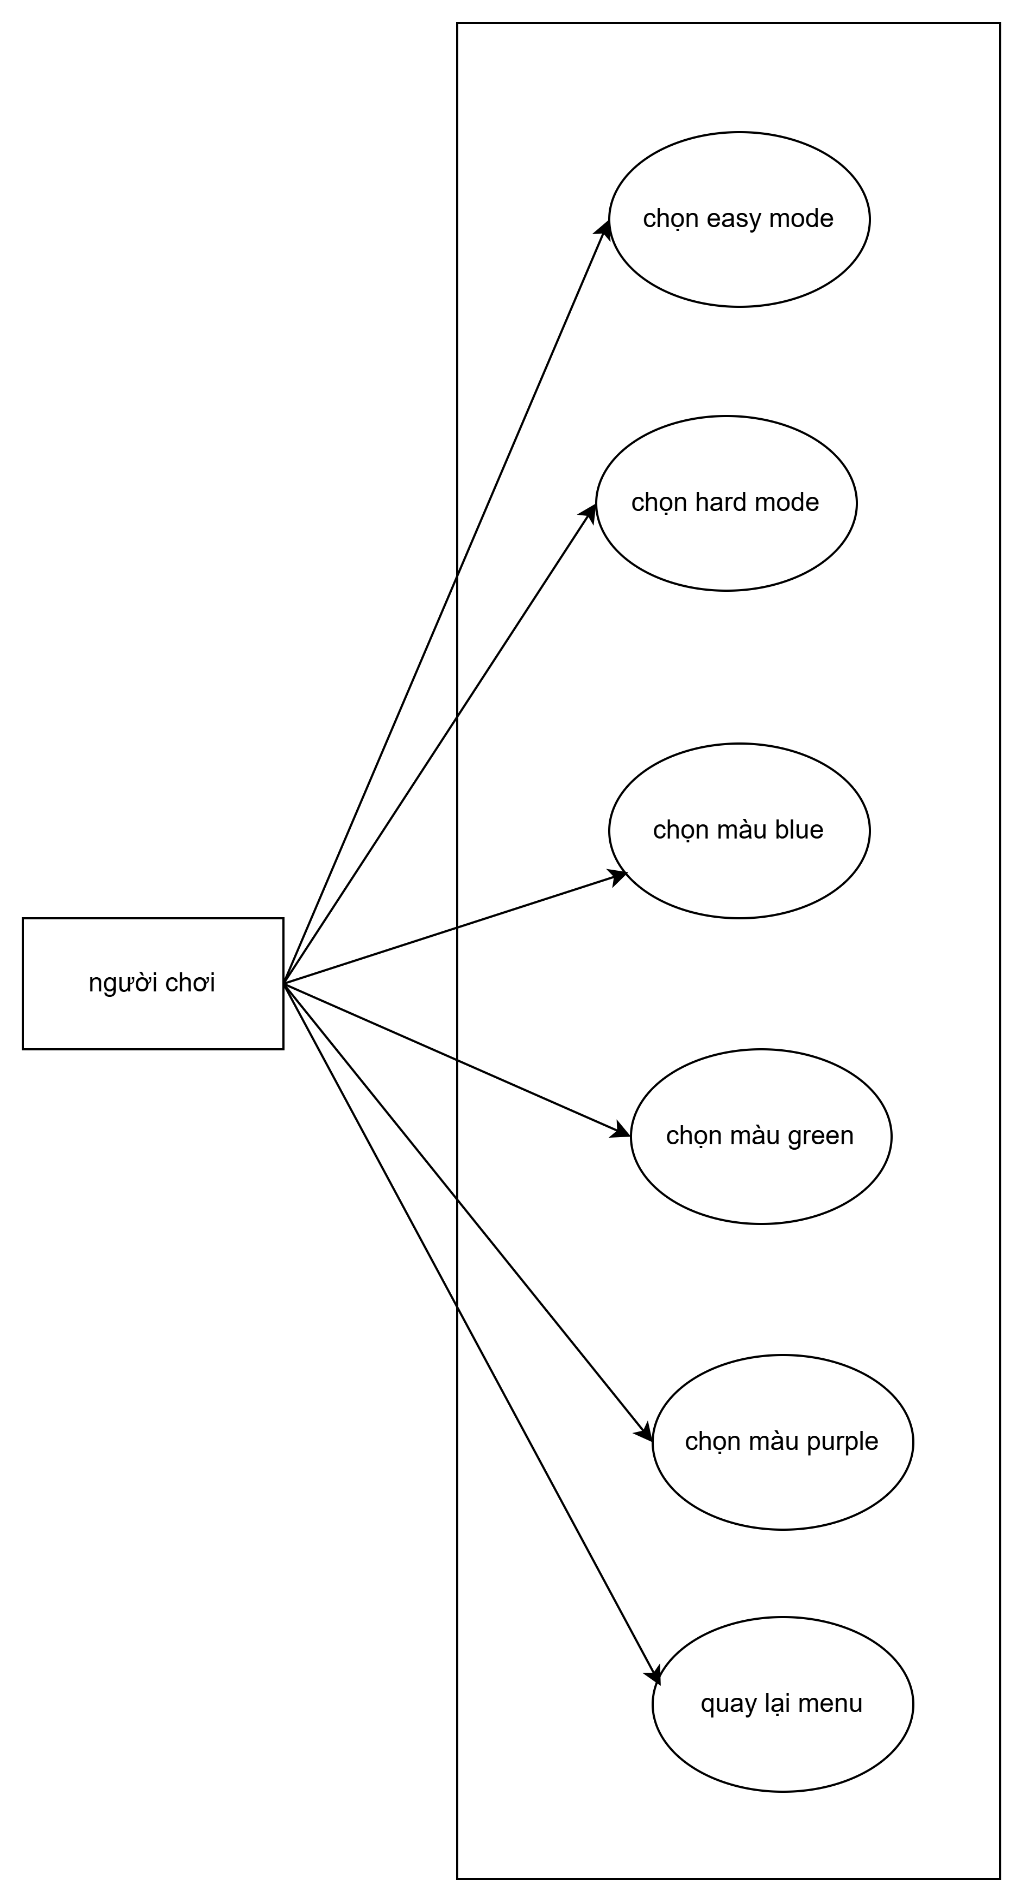 chọn easy mode
chọn hard mode
chọn màu blue
người chơi
chọn màu green
chọn màu purple
quay lại menu